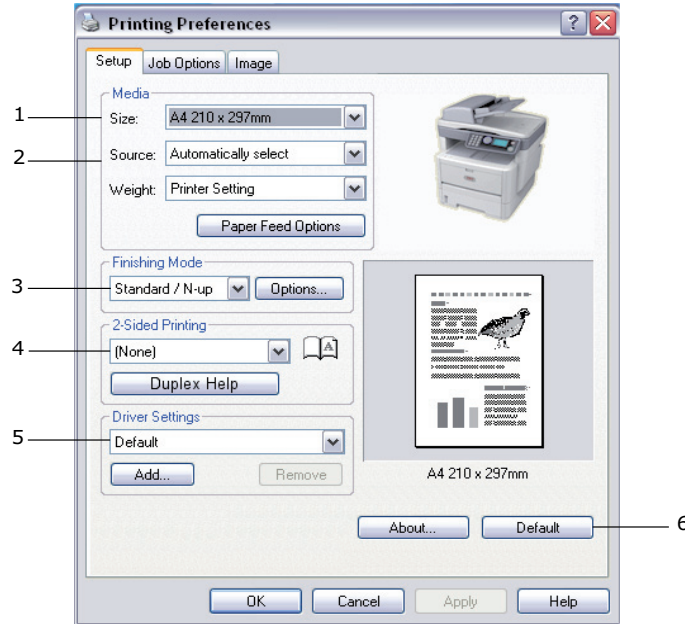 Printing Preferences
Setup Job Options Image
Media
1 Size: A4 210 x 297mm
2 Source: Automatically select
Weight: Printer Setting
Paper Feed Options
Finishing Mode
3 Standard / N-up Options...
2-Sided Printing
4 (None) A
Duplex Help
Driver Settings
5 Default
Add... Remove
A4 210 x 297mm
About... Default 6
OK Cancel Apply Help